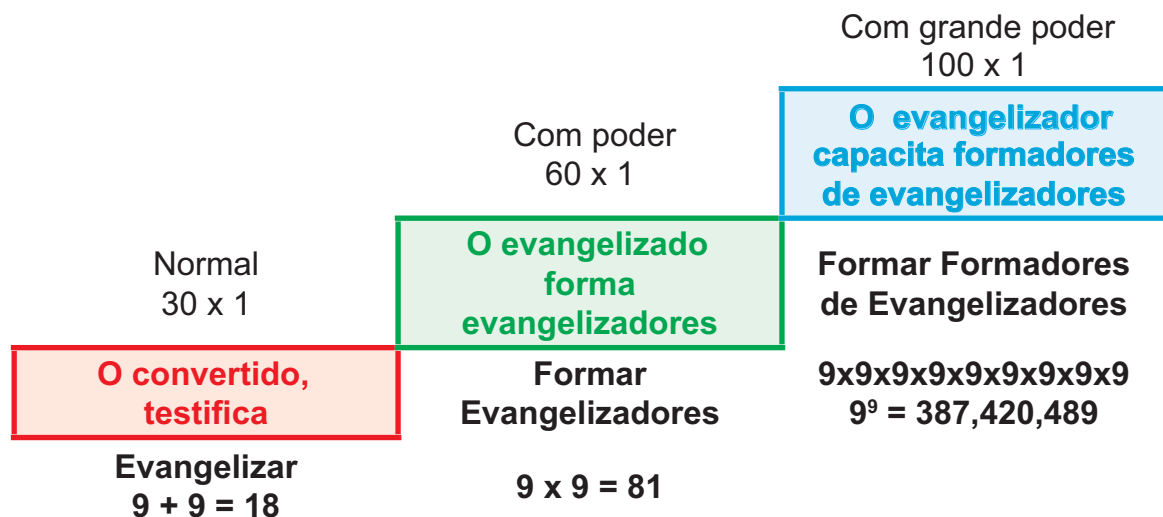 Normal
30 x 1
O convertido,
testifica
Evangelizar
9 + 9 = 18
Com poder
60 x 1
O evangelizado
forma
evangelizadores
Formar
Evangelizadores
9 x 9 = 81
Com grande poder
100 x 1
O evangelizador
capacita formadores
de evangelizadores
Formar Formadores
de Evangelizadores
9x9x9x9x9x9x9x9x9
9⁹ = 387,420,489